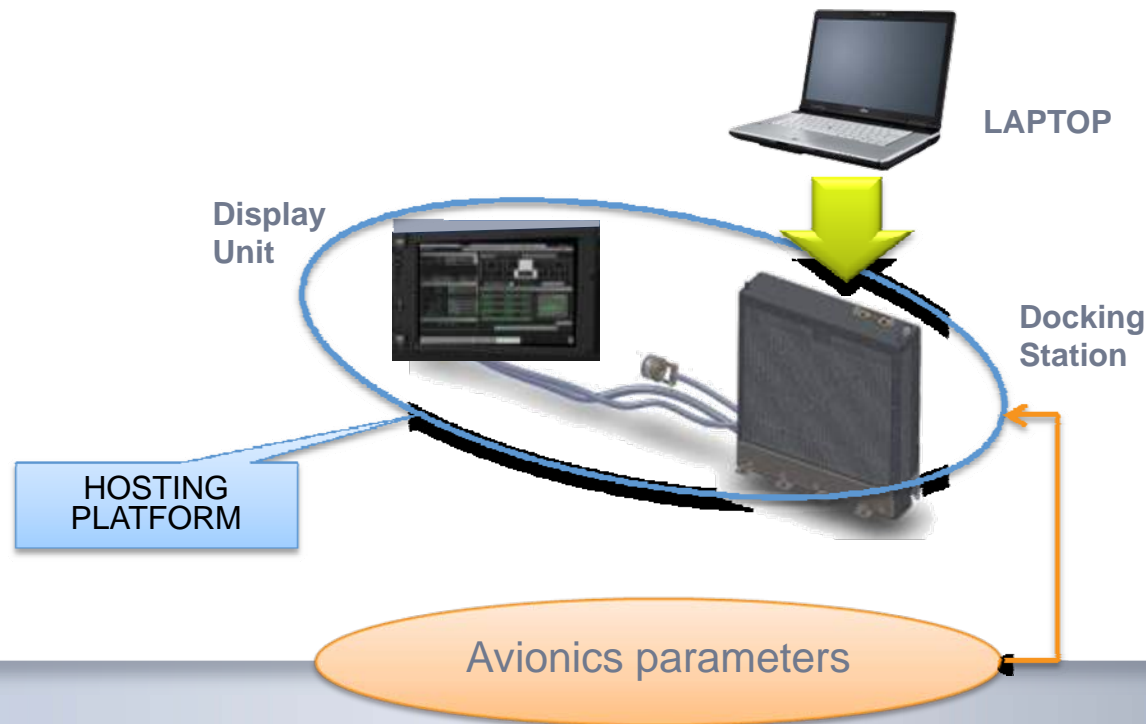 LAPTOP
Display
Unit
Docking
Station
HOSTING
PLATFORM
Avionics parameters